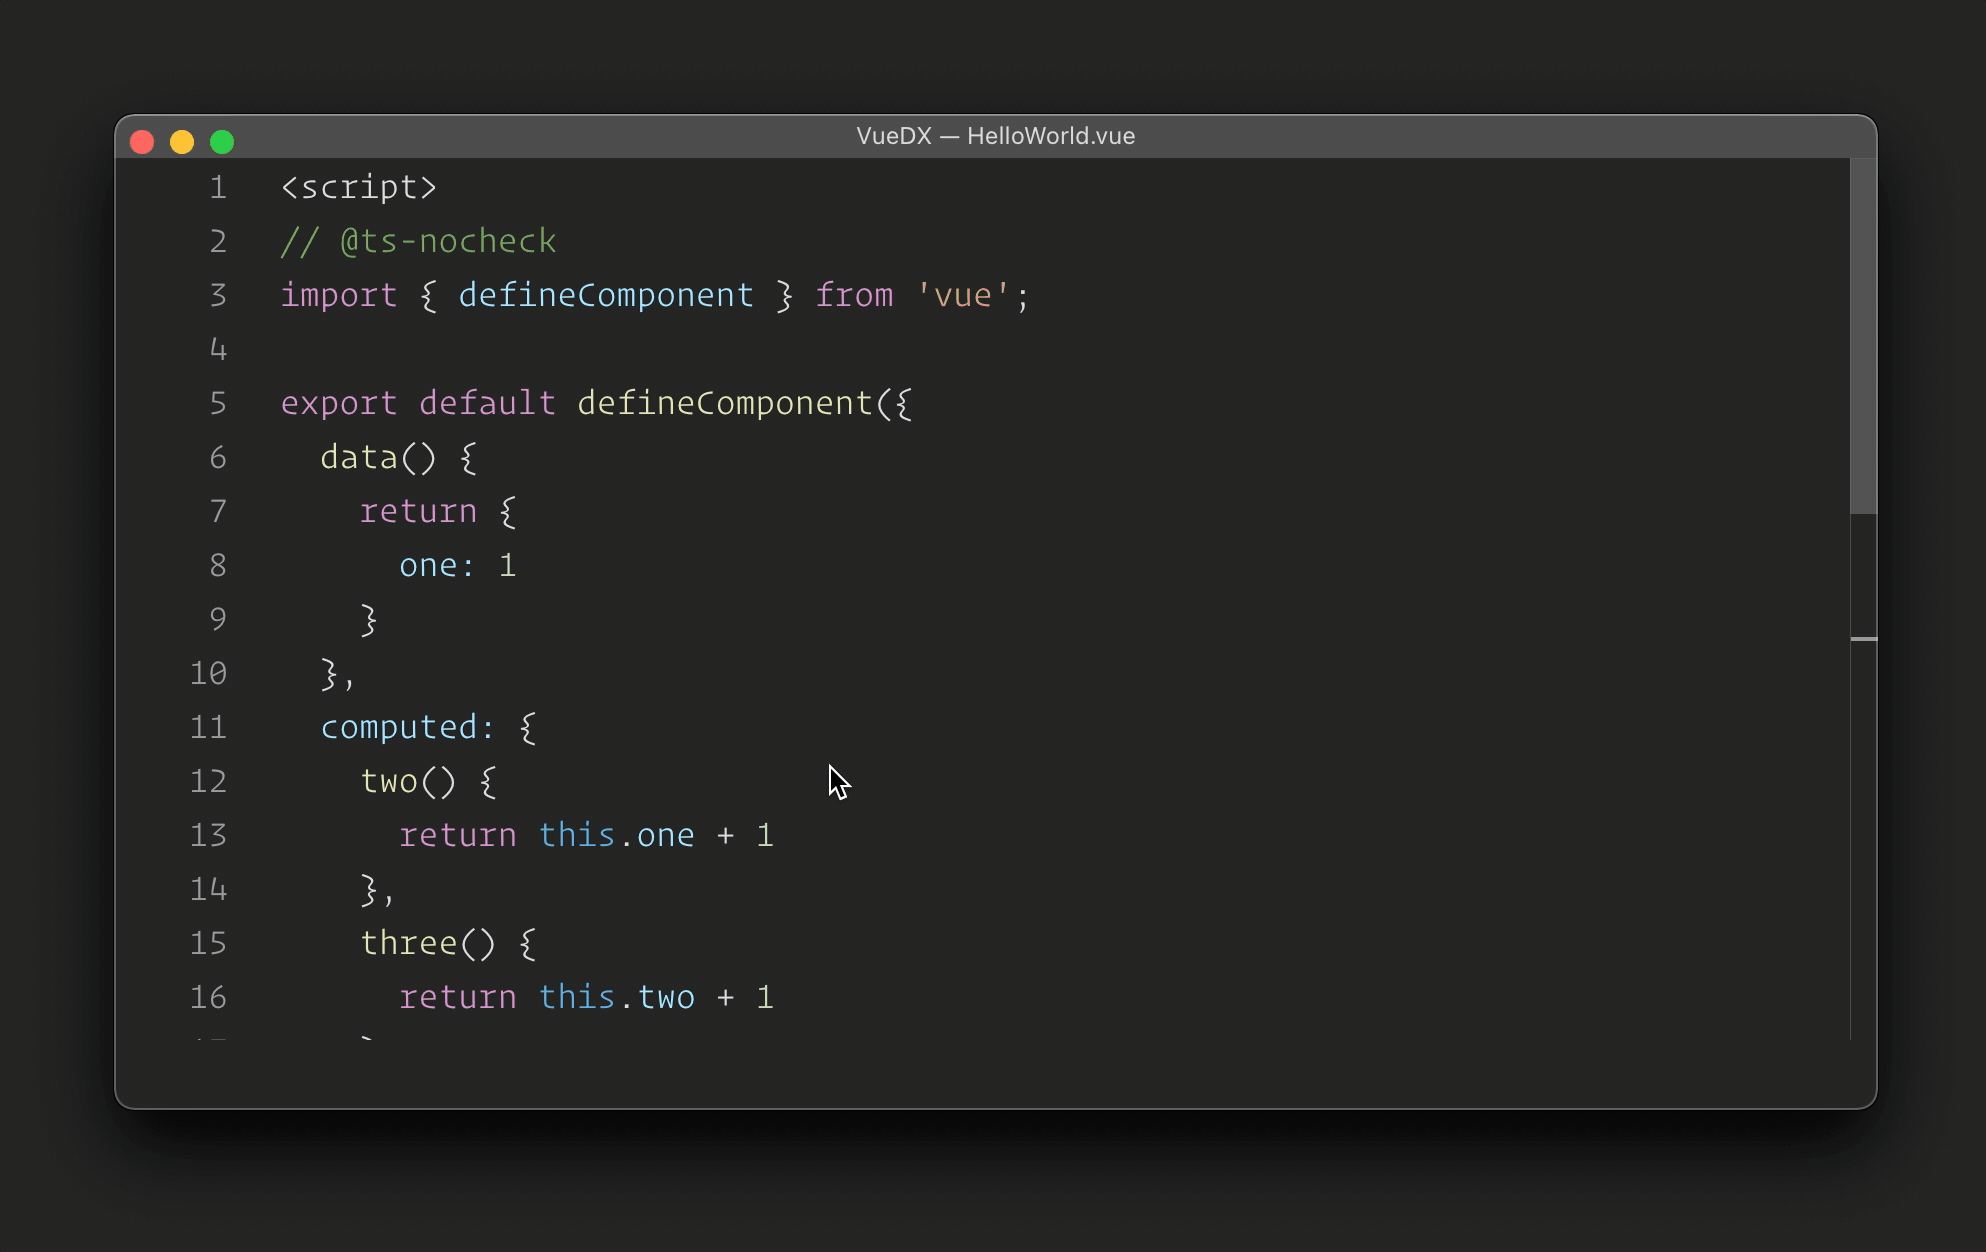 VueDX — HelloWorld.vue
1 <script>
2 // @ts-nocheck
3 import { defineComponent } from 'vue';
4
5 export default defineComponent({
6   data() {
7     return {
8       one: 1
9     }
10   },
11   computed: {
12     two() {
13       return this.one + 1
14     },
15     three() {
16       return this.two + 1